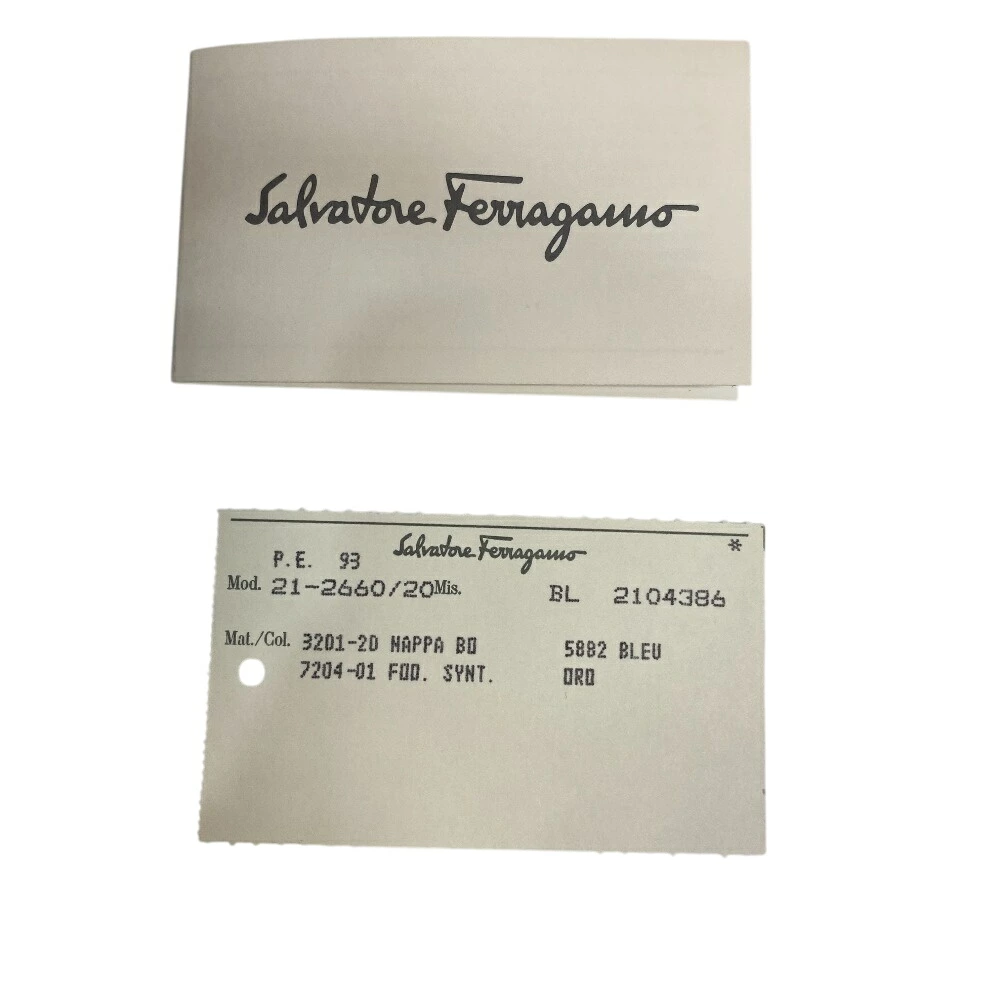 Salvatore Ferragamo
Salvatore Ferragamo *
P.E. 93
Mod. 21-2660/20 Mis. BL 2104386
Mat./Col. 3201-20 NAPPA BO 5882 BLEU
7204-01 FOD. SYNT. ORO